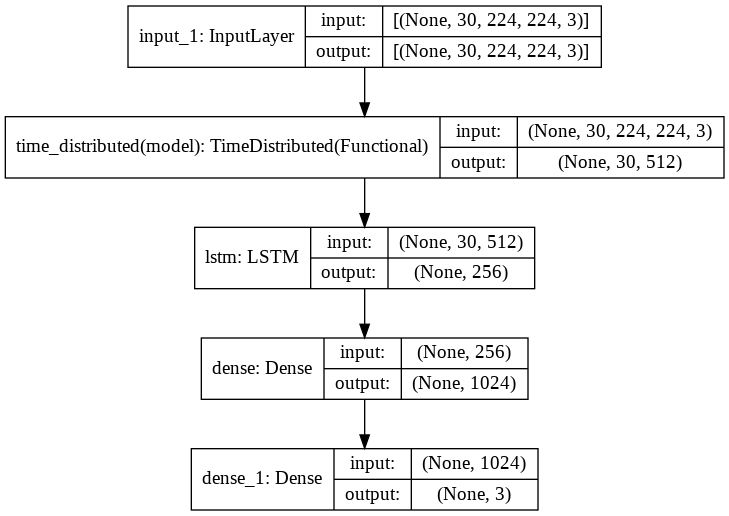 input_1: InputLayer
input:
[(None, 30, 224, 224, 3)]
output:
[(None, 30, 224, 224, 3)]
time_distributed(model): TimeDistributed(Functional)
input:
(None, 30, 224, 224, 3)
output:
(None, 30, 512)
lstm: LSTM
input:
(None, 30, 512)
output:
(None, 256)
dense: Dense
input:
(None, 256)
output:
(None, 1024)
dense_1: Dense
input:
(None, 1024)
output:
(None, 3)